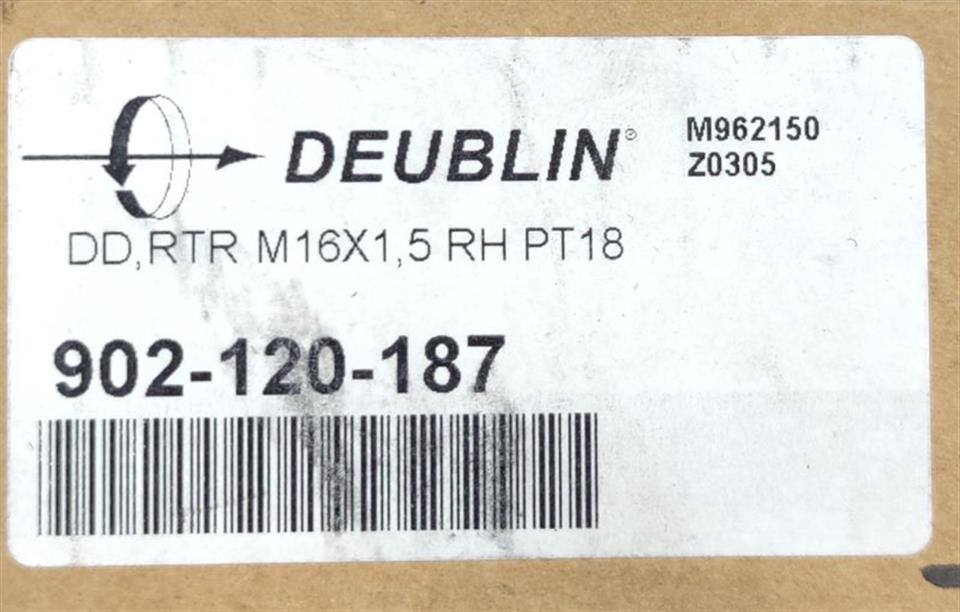 DEUBLIN®
M962150
Z0305
DD,RTR M16X1,5 RH PT18
902-120-187